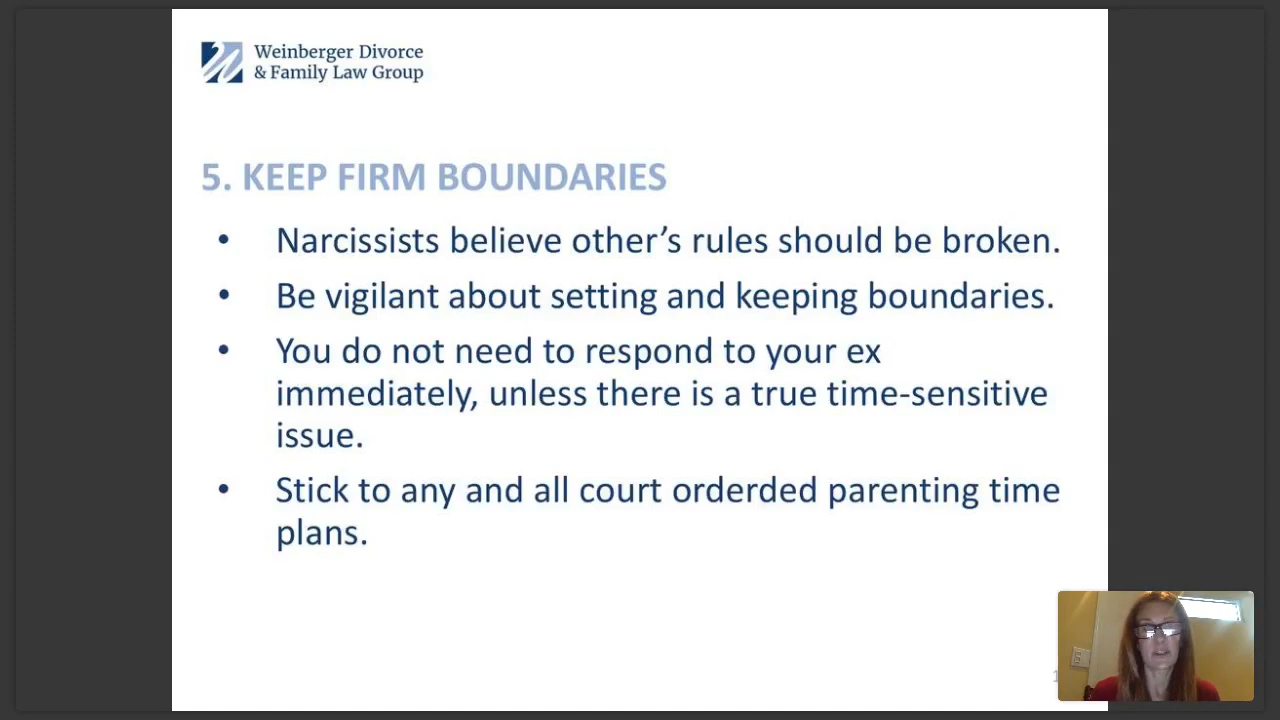 Weinberger Divorce
& Family Law Group
5. KEEP FIRM BOUNDARIES
• Narcissists believe other’s rules should be broken.
• Be vigilant about setting and keeping boundaries.
• You do not need to respond to your ex
immediately, unless there is a true time-sensitive
issue.
• Stick to any and all court orderded parenting time
plans.